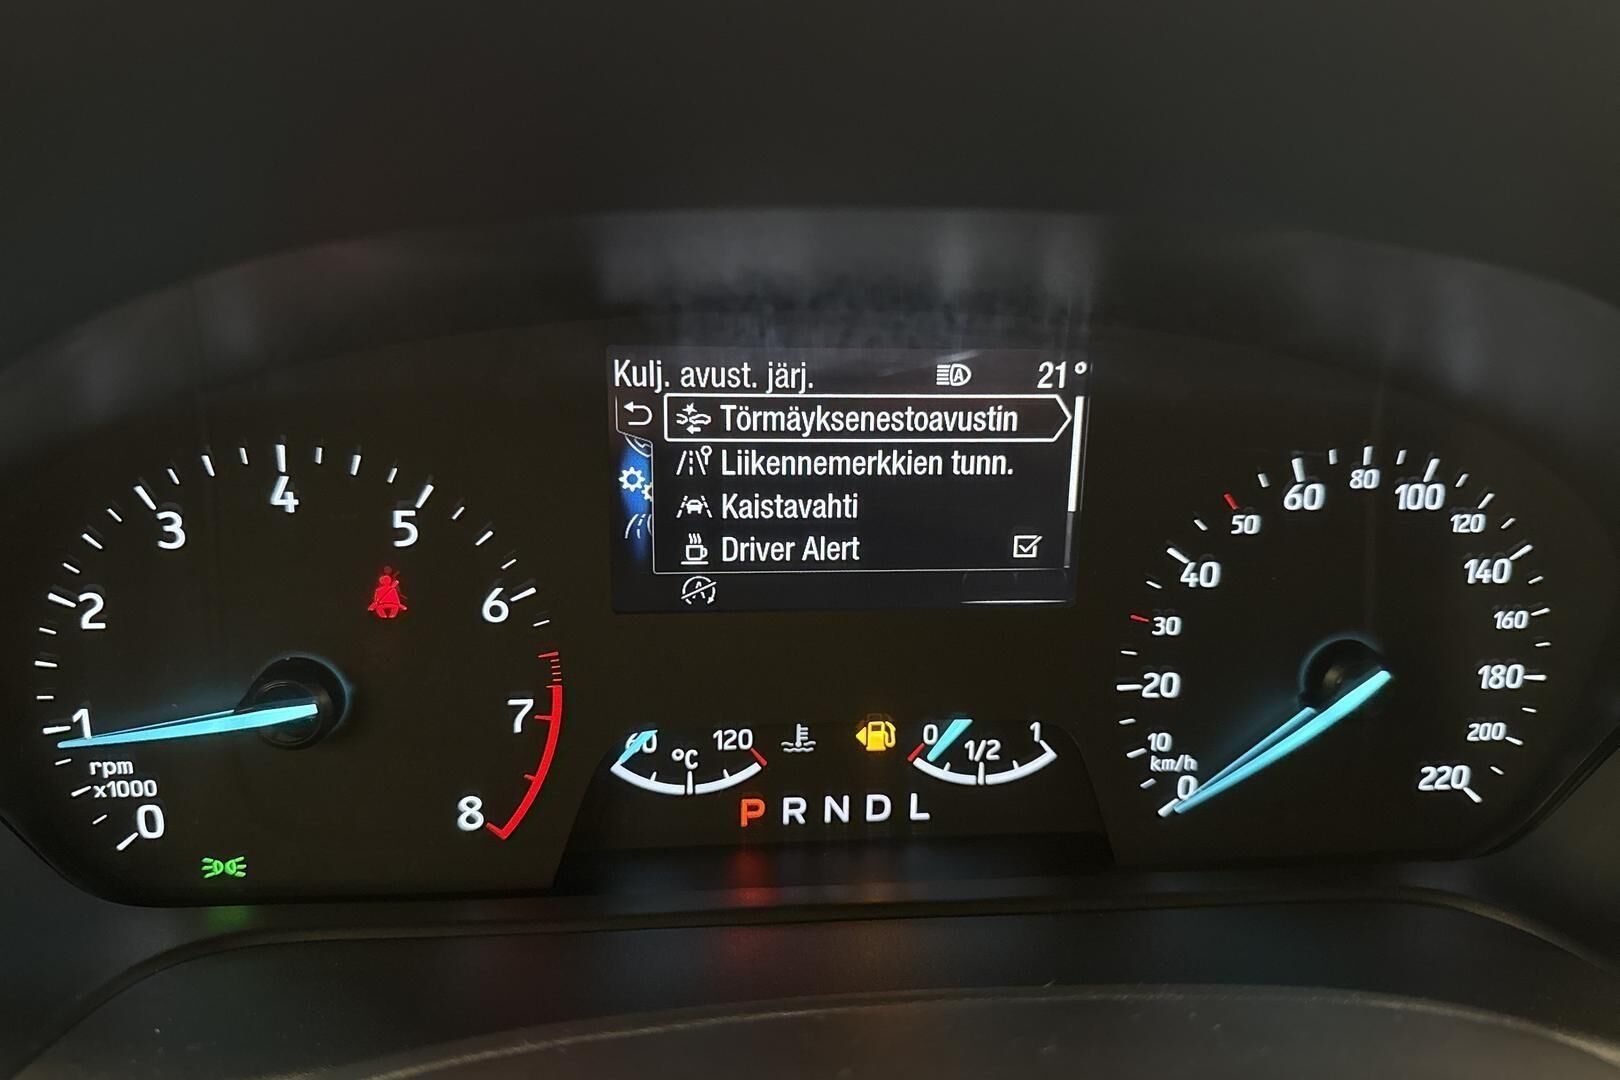 Kulj. avust. järj. 21°
Törmäyksenestoavustin
Liikennemerkkien tunn.
Kaistavahti
Driver Alert
0
1
2
3
4
5
6
7
8
rpm
x1000
60
°C
120
0
1/2
1
P R N D L
0
10
20
30
40
50
60
80
100
120
140
160
180
200
220
km/h